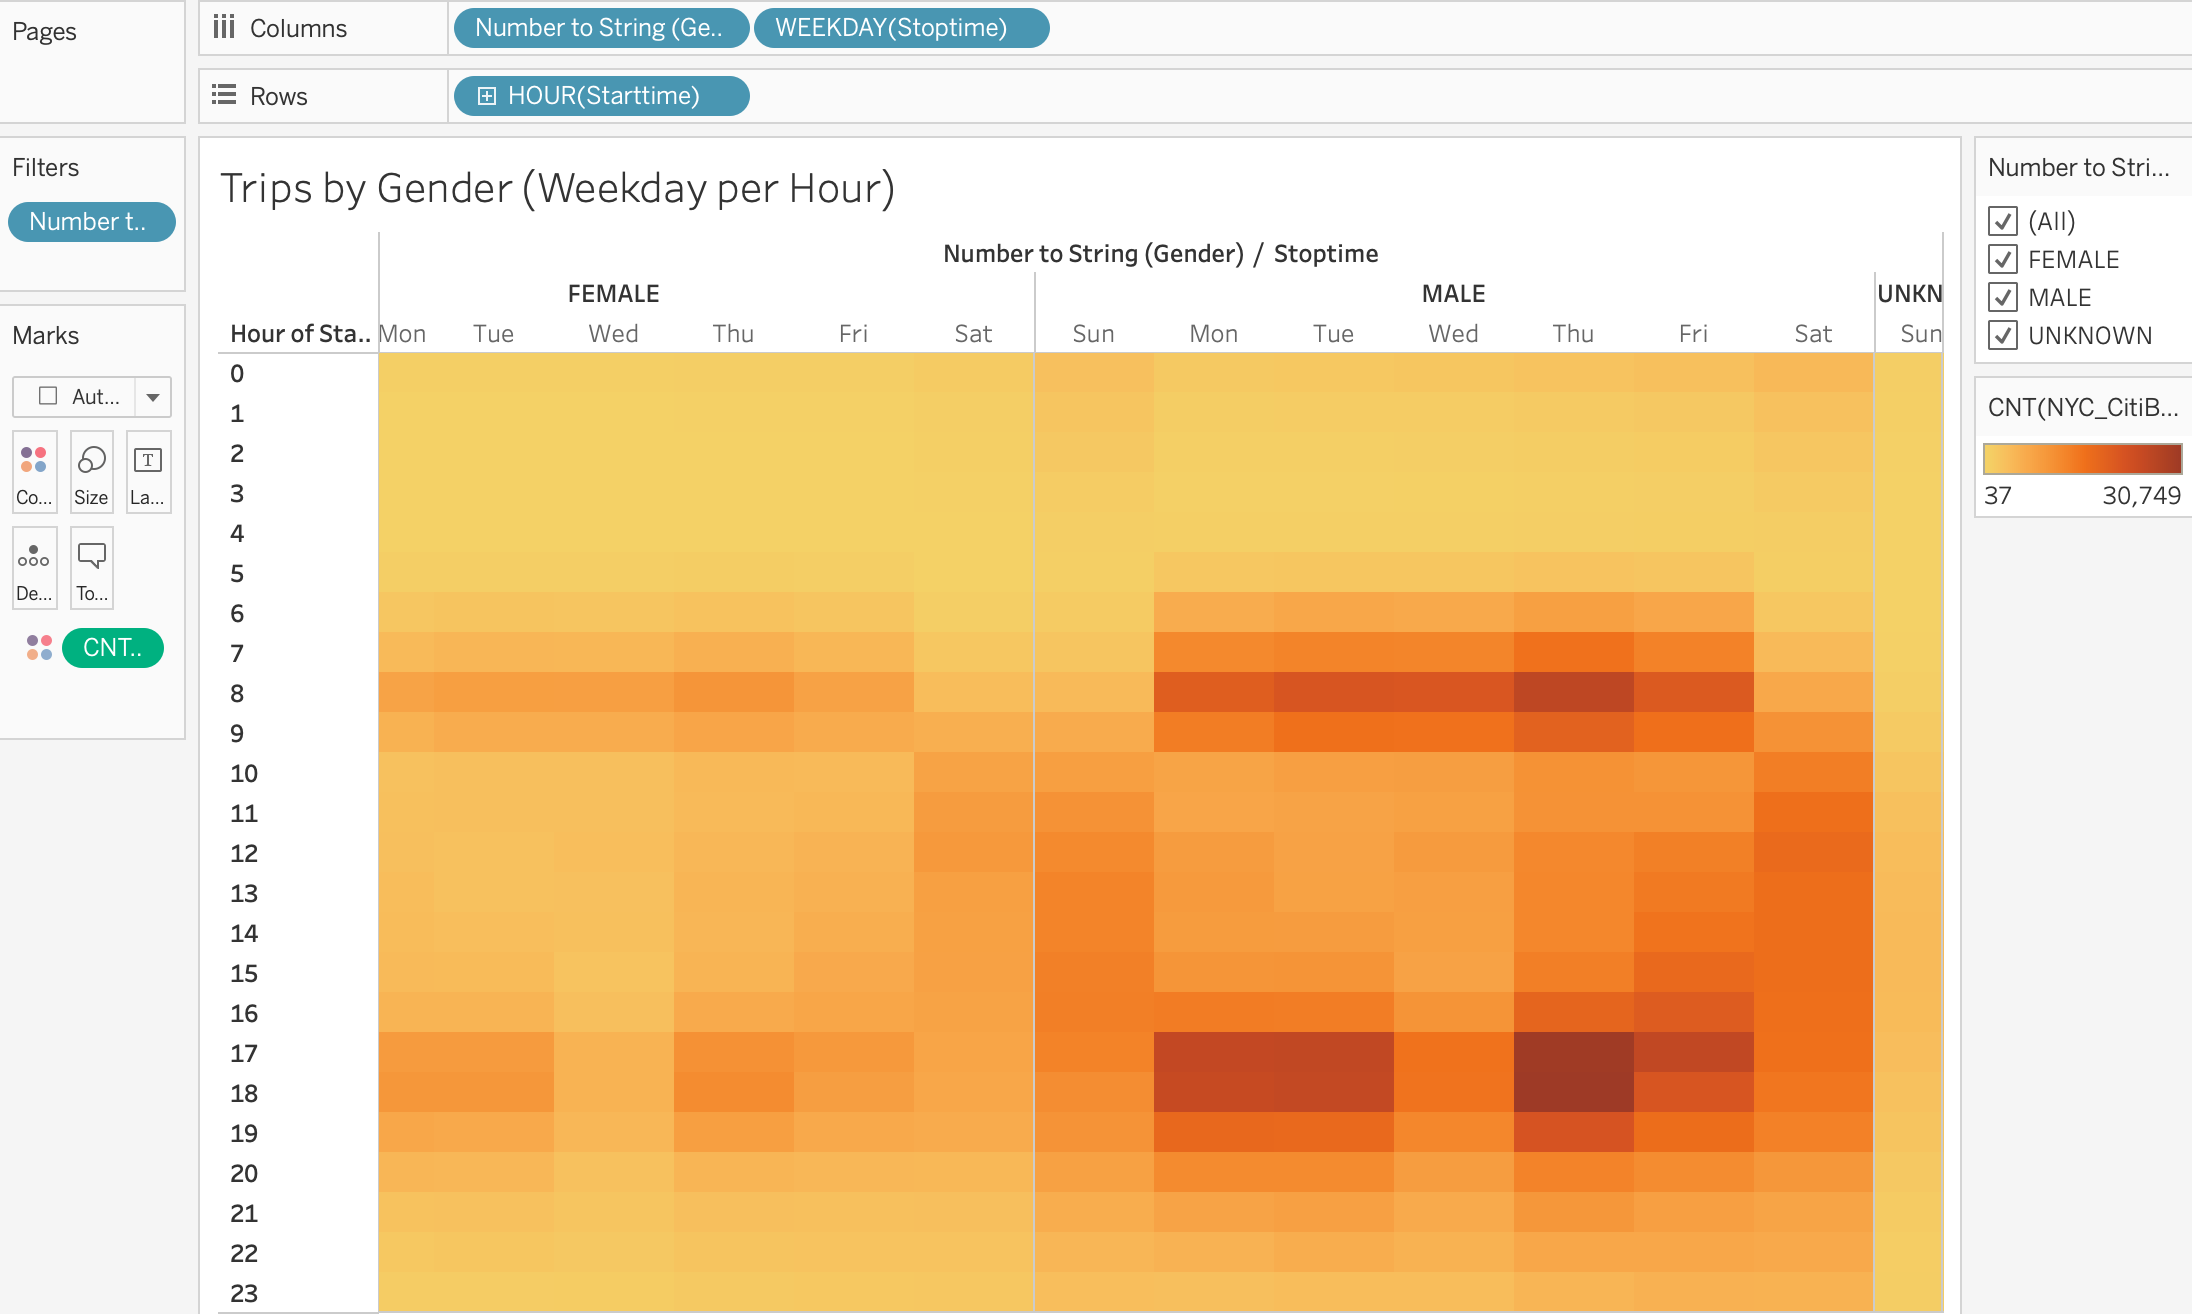 Pages
Columns
Number to String (Ge..
WEEKDAY(Stoptime)
Rows
HOUR(Starttime)
Filters
Number t..
Marks
Aut...
Co...
Size
La...
De...
To...
CNT..
Trips by Gender (Weekday per Hour)
Number to String (Gender) / Stoptime
FEMALE MALE UNKN
Hour of Sta.. Mon Tue Wed Thu Fri Sat Sun Mon Tue Wed Thu Fri Sat Sun
0
1
2
3
4
5
6
7
8
9
10
11
12
13
14
15
16
17
18
19
20
21
22
23
Number to Stri...
(All)
FEMALE
MALE
UNKNOWN
CNT(NYC_CitiB...
37 30,749